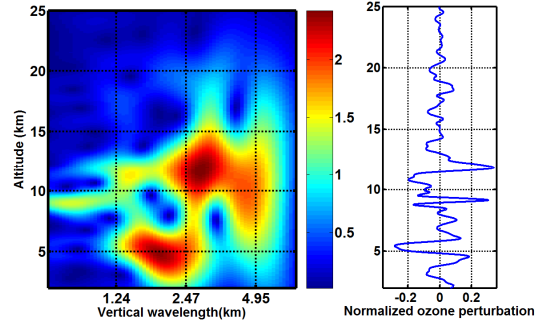 25
20
15
10
5
Altitude (km)
1.24 2.47 4.95
Vertical wavelength(km)
2
1.5
1
0.5
25
20
15
10
5
-0.2 0 0.2
Normalized ozone perturbation